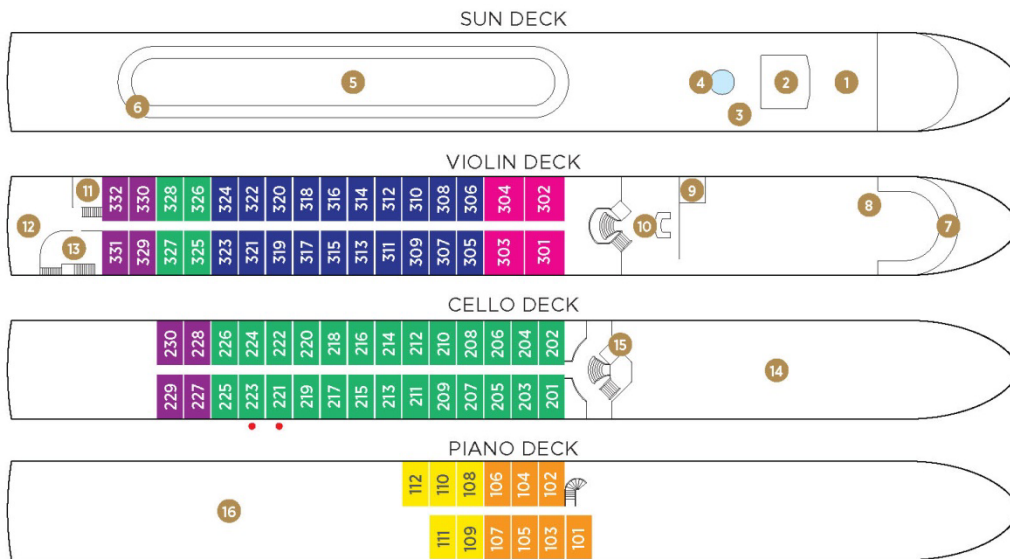 SUN DECK
6 5 4 3 2 1
VIOLIN DECK
12 11 332 330 328 326 324 322 320 318 316 314 312 310 308 306 304 302 10 9 8 7
13 331 329 327 325 323 321 319 317 315 313 311 309 307 305 303 301
CELLO DECK
230 228 226 224 222 220 218 216 214 212 210 208 206 204 202 15 14
229 227 225 223 221 219 217 215 213 211 209 207 205 203 201
PIANO DECK
16 112 110 108 106 104 102
111 109 107 105 103 101